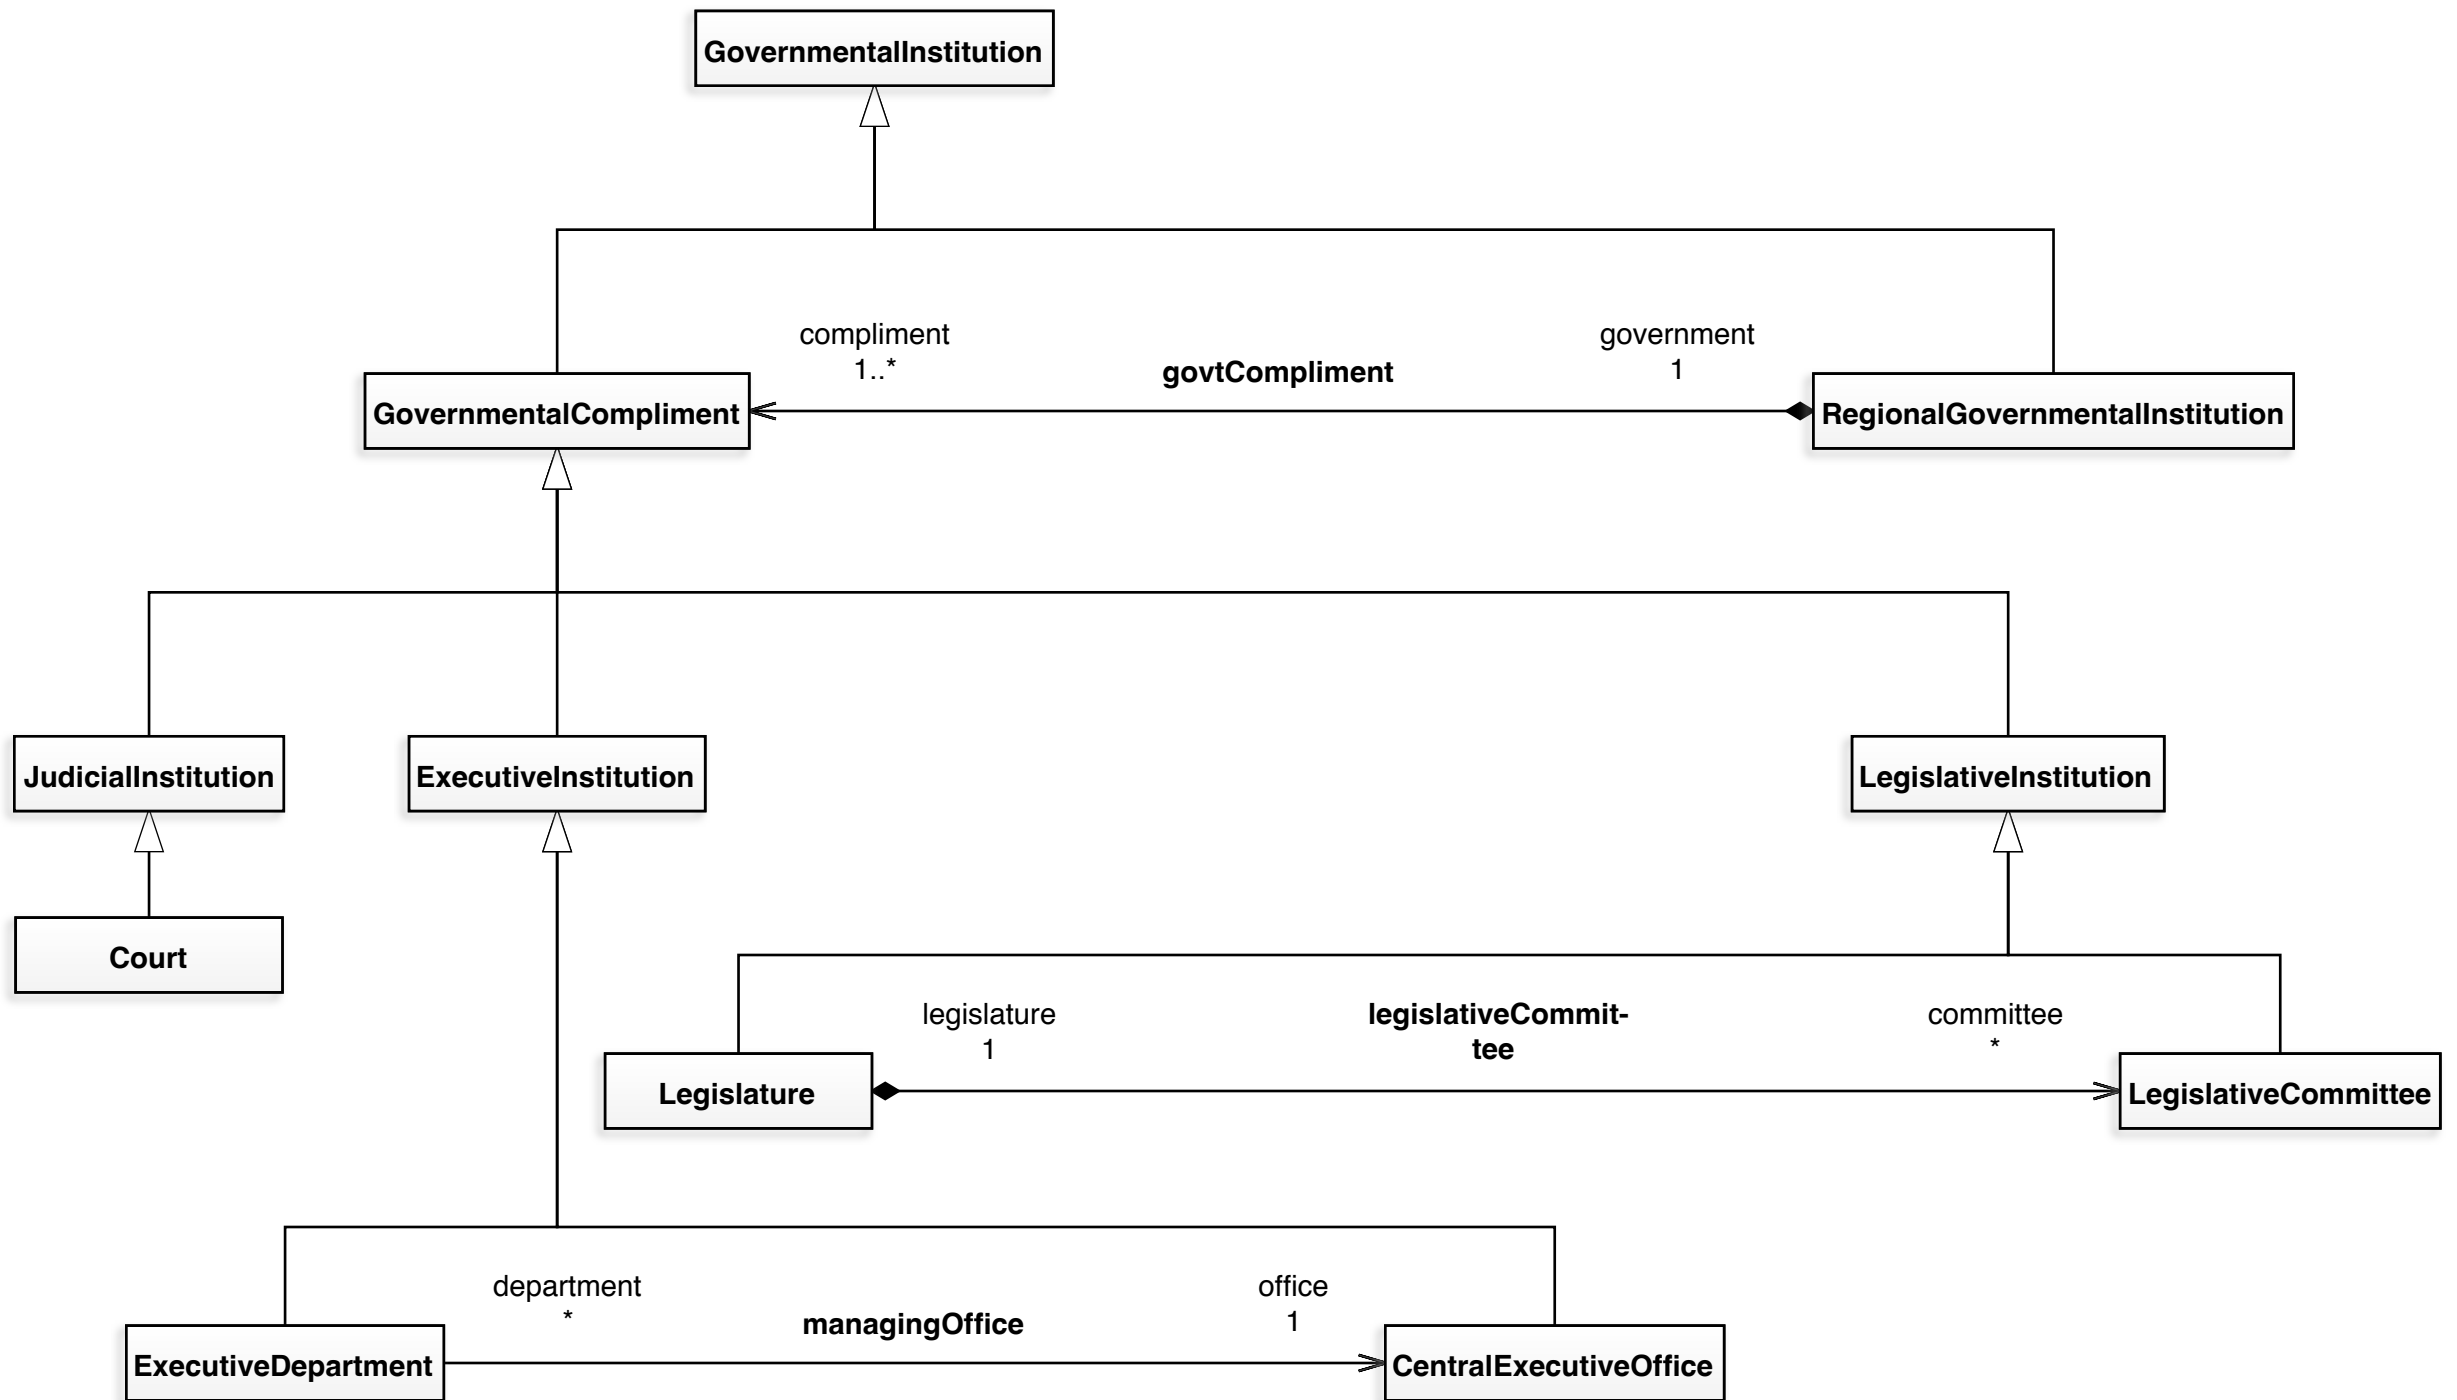 GovernmentalInstitution
compliment
1..*
govtCompliment
government
1
GovernmentalCompliment
RegionalGovernmentalInstitution
JudicialInstitution
ExecutiveInstitution
LegislativeInstitution
Court
legislature
1
legislativeCommit-
tee
committee
*
Legislature
LegislativeCommittee
department
*
managingOffice
office
1
ExecutiveDepartment
CentralExecutiveOffice